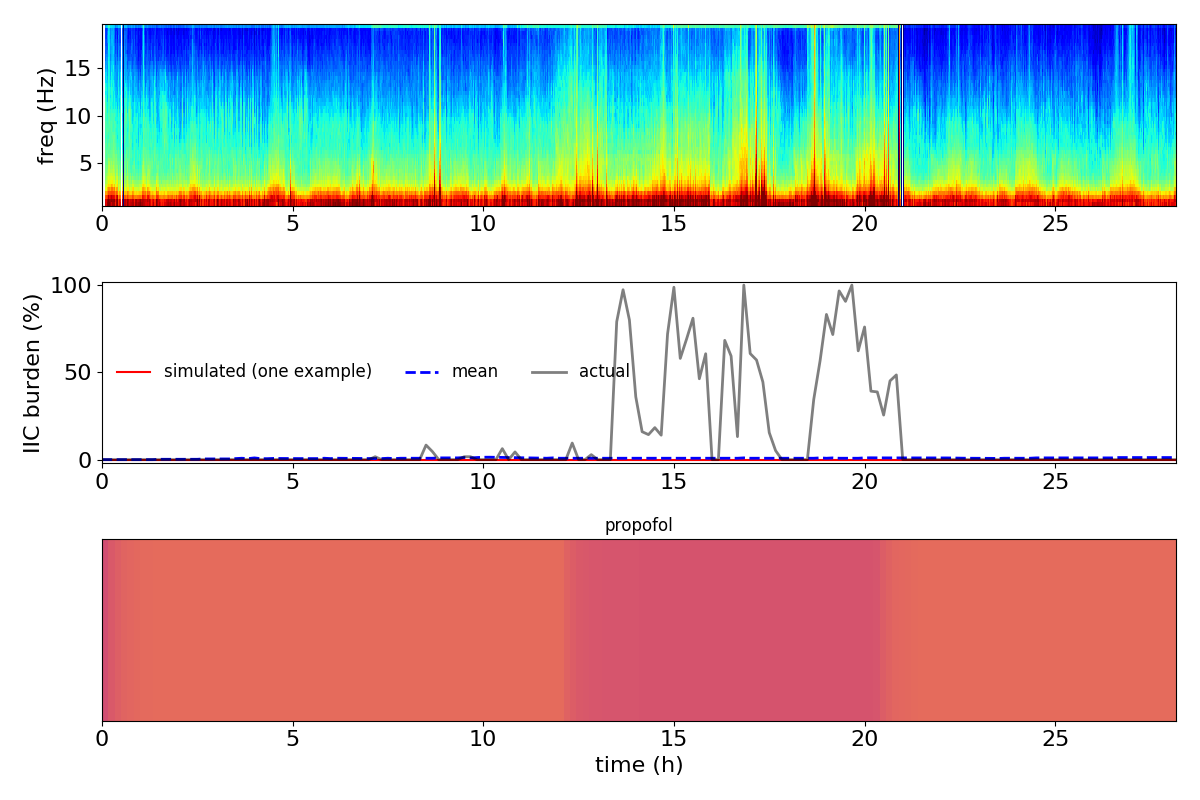 freq (Hz)
15
10
5
0 5 10 15 20 25
IIC burden (%)
100
50
0
simulated (one example) mean actual
0 5 10 15 20 25
propofol
0 5 10 15 20 25
time (h)